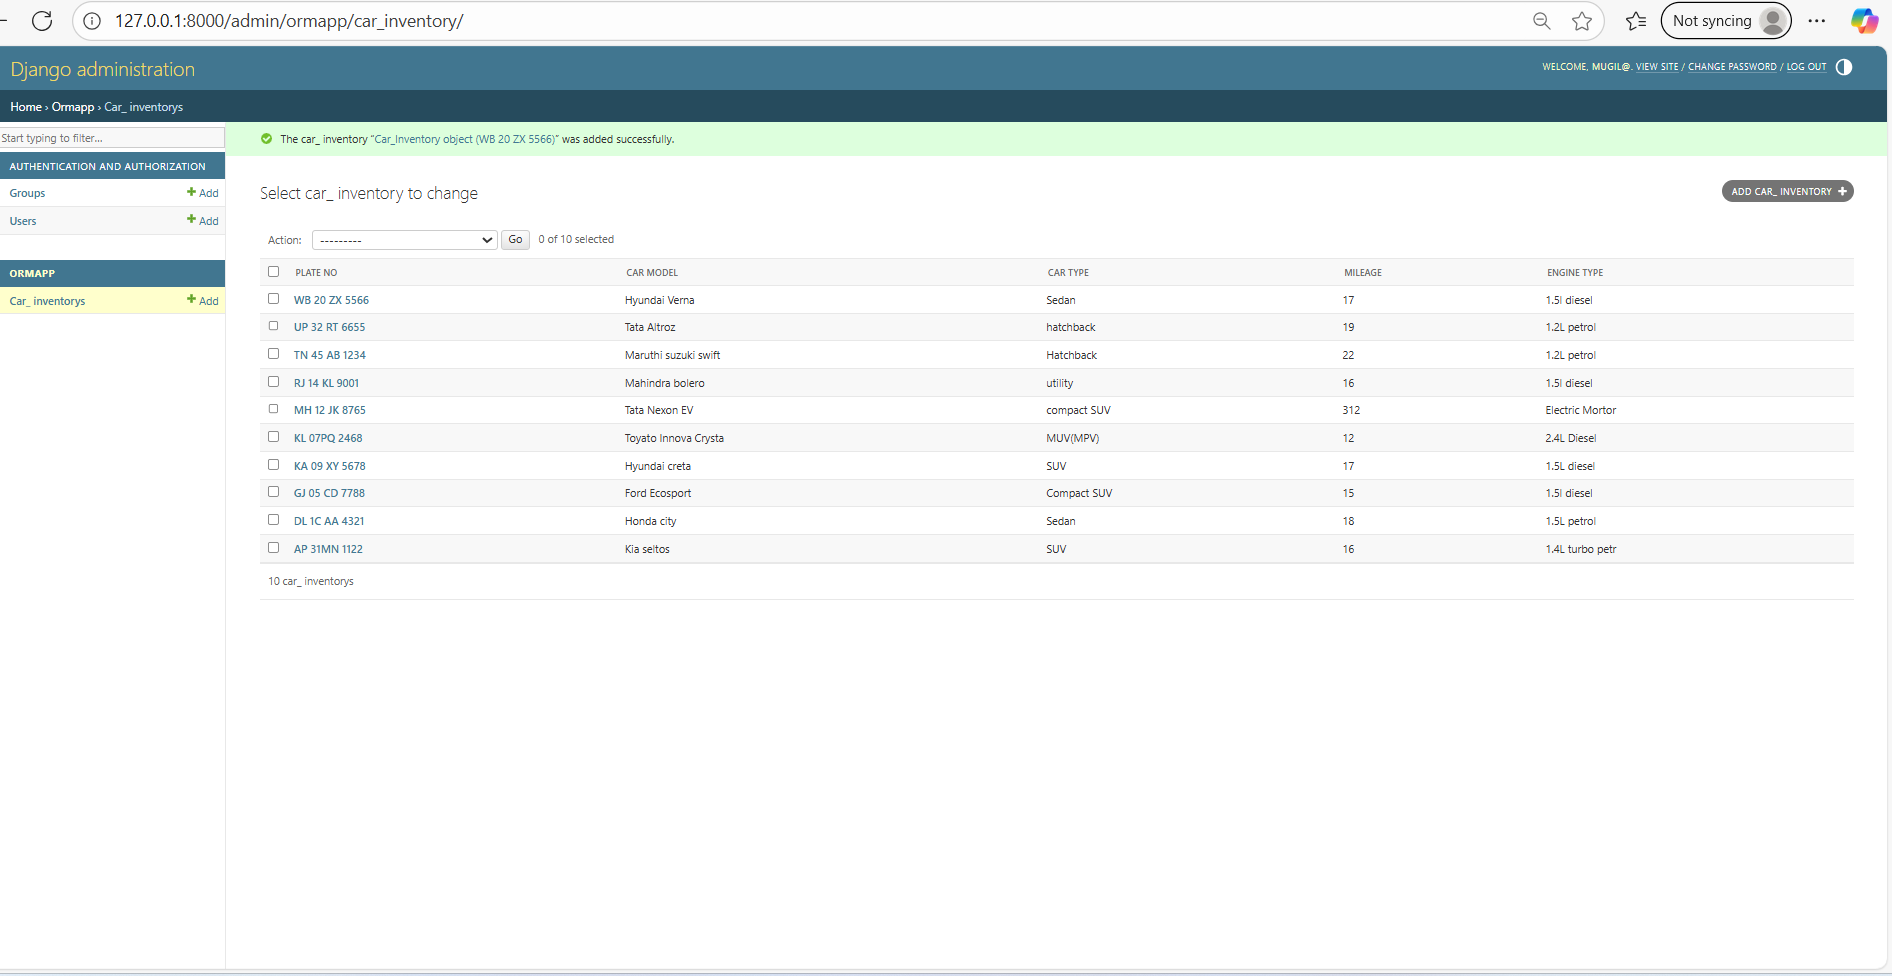 127.0.0.1:8000/admin/ormapp/car_inventory/
Not syncing
Django administration
WELCOME, MUGIL@. VIEW SITE / CHANGE PASSWORD / LOG OUT
Home › Ormapp › Car_ inventorys
Start typing to filter...
AUTHENTICATION AND AUTHORIZATION
Groups + Add
Users + Add
ORMAPP
Car_ inventorys + Add
The car_ inventory “Car_Inventory object (WB 20 ZX 5566)” was added successfully.
Select car_ inventory to change
ADD CAR_ INVENTORY +
Action: --------- Go 0 of 10 selected
PLATE NO CAR MODEL CAR TYPE MILEAGE ENGINE TYPE
WB 20 ZX 5566 Hyundai Verna Sedan 17 1.5l diesel
UP 32 RT 6655 Tata Altroz hatchback 19 1.2L petrol
TN 45 AB 1234 Maruthi suzuki swift Hatchback 22 1.2L petrol
RJ 14 KL 9001 Mahindra bolero utility 16 1.5l diesel
MH 12 JK 8765 Tata Nexon EV compact SUV 312 Electric Mortor
KL 07PQ 2468 Toyato Innova Crysta MUV(MPV) 12 2.4L Diesel
KA 09 XY 5678 Hyundai creta SUV 17 1.5L diesel
GJ 05 CD 7788 Ford Ecosport Compact SUV 15 1.5l diesel
DL 1C AA 4321 Honda city Sedan 18 1.5L petrol
AP 31MN 1122 Kia seltos SUV 16 1.4L turbo petr
10 car_ inventorys